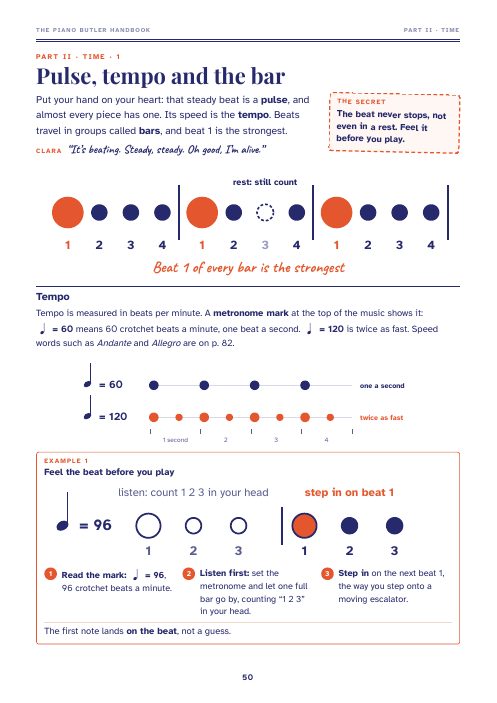 THE PIANO BUTLER HANDBOOK
PART II · TIME
PART II · TIME · 1
Pulse, tempo and the bar
Put your hand on your heart: that steady beat is a pulse, and
almost every piece has one. Its speed is the tempo. Beats
travel in groups called bars, and beat 1 is the strongest.
CLARA "It's beating. Steady, steady. Oh good, I'm alive."
THE SECRET
The beat never stops, not
even in a rest. Feel it
before you play.
rest: still count
1 2 3 4 1 2 3 4 1 2 3 4
Beat 1 of every bar is the strongest
Tempo
Tempo is measured in beats per minute. A metronome mark at the top of the music shows it:
♩ = 60 means 60 crotchet beats a minute, one beat a second. ♩ = 120 is twice as fast. Speed
words such as Andante and Allegro are on p. 82.
♩ = 60
one a second
♩ = 120
twice as fast
1 second 2 3 4
EXAMPLE 1
Feel the beat before you play
listen: count 1 2 3 in your head
step in on beat 1
♩ = 96
1 2 3 1 2 3
1 Read the mark: ♩ = 96,
96 crotchet beats a minute.
2 Listen first: set the
metronome and let one full
bar go by, counting "1 2 3"
in your head.
3 Step in on the next beat 1,
the way you step onto a
moving escalator.
The first note lands on the beat, not a guess.
50